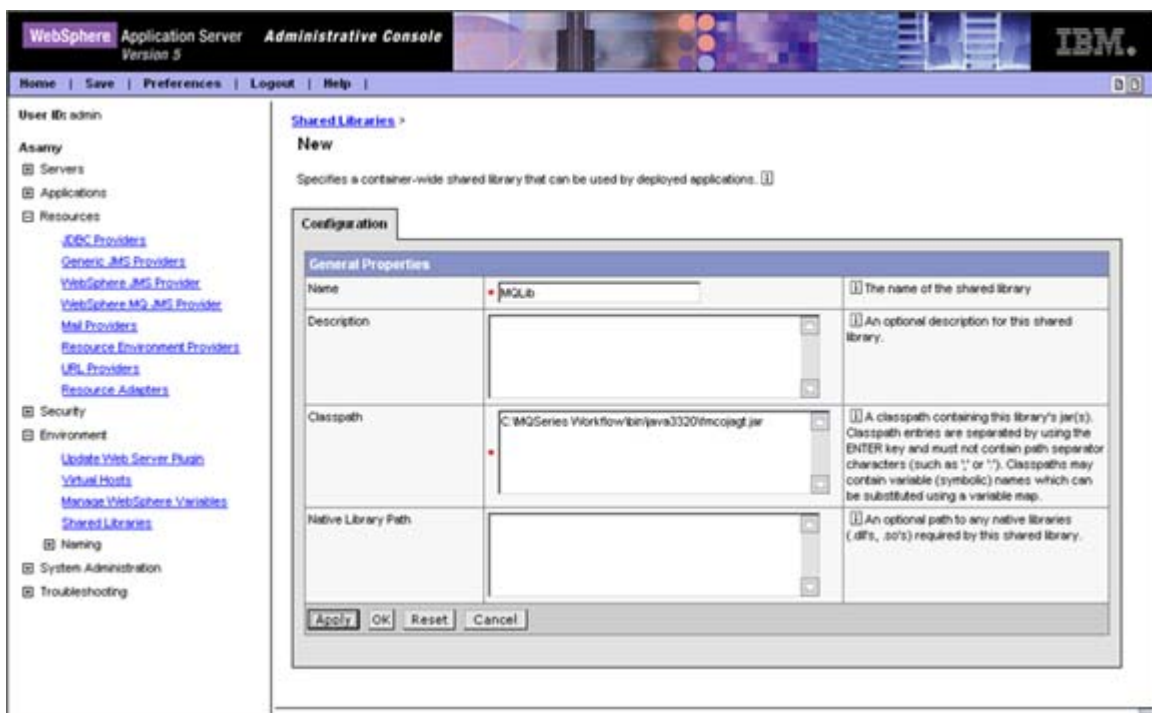 WebSphere Application Server Administrative Console
Version 5
IBM.
Home | Save | Preferences | Logout | Help |
User ID: admin
Asamy
Servers
Applications
Resources
JDBC Providers
Generic JMS Providers
WebSphere JMS Provider
WebSphere MQ JMS Provider
Mail Providers
Resource Environment Providers
URL Providers
Resource Adapters
Security
Environment
Update Web Server Plugin
Virtual Hosts
Manage WebSphere Variables
Shared Libraries
Naming
System Administration
Troubleshooting
Shared Libraries >
New
Specifies a container-wide shared library that can be used by deployed applications. i
Configuration
General Properties
Name
* MQLib
i The name of the shared library
Description
i An optional description for this shared
library.
Classpath
* C:\MQSeries Workflow\bin\java3320\fmcojagt.jar
i A classpath containing this library's jar(s).
Classpath entries are separated by using the
ENTER key and must not contain path separator
characters (such as ';' or ':'). Classpaths may
contain variable (symbolic) names which can
be substituted using a variable map.
Native Library Path
i An optional path to any native libraries
(.dll's, .so's) required by this shared library.
Apply OK Reset Cancel